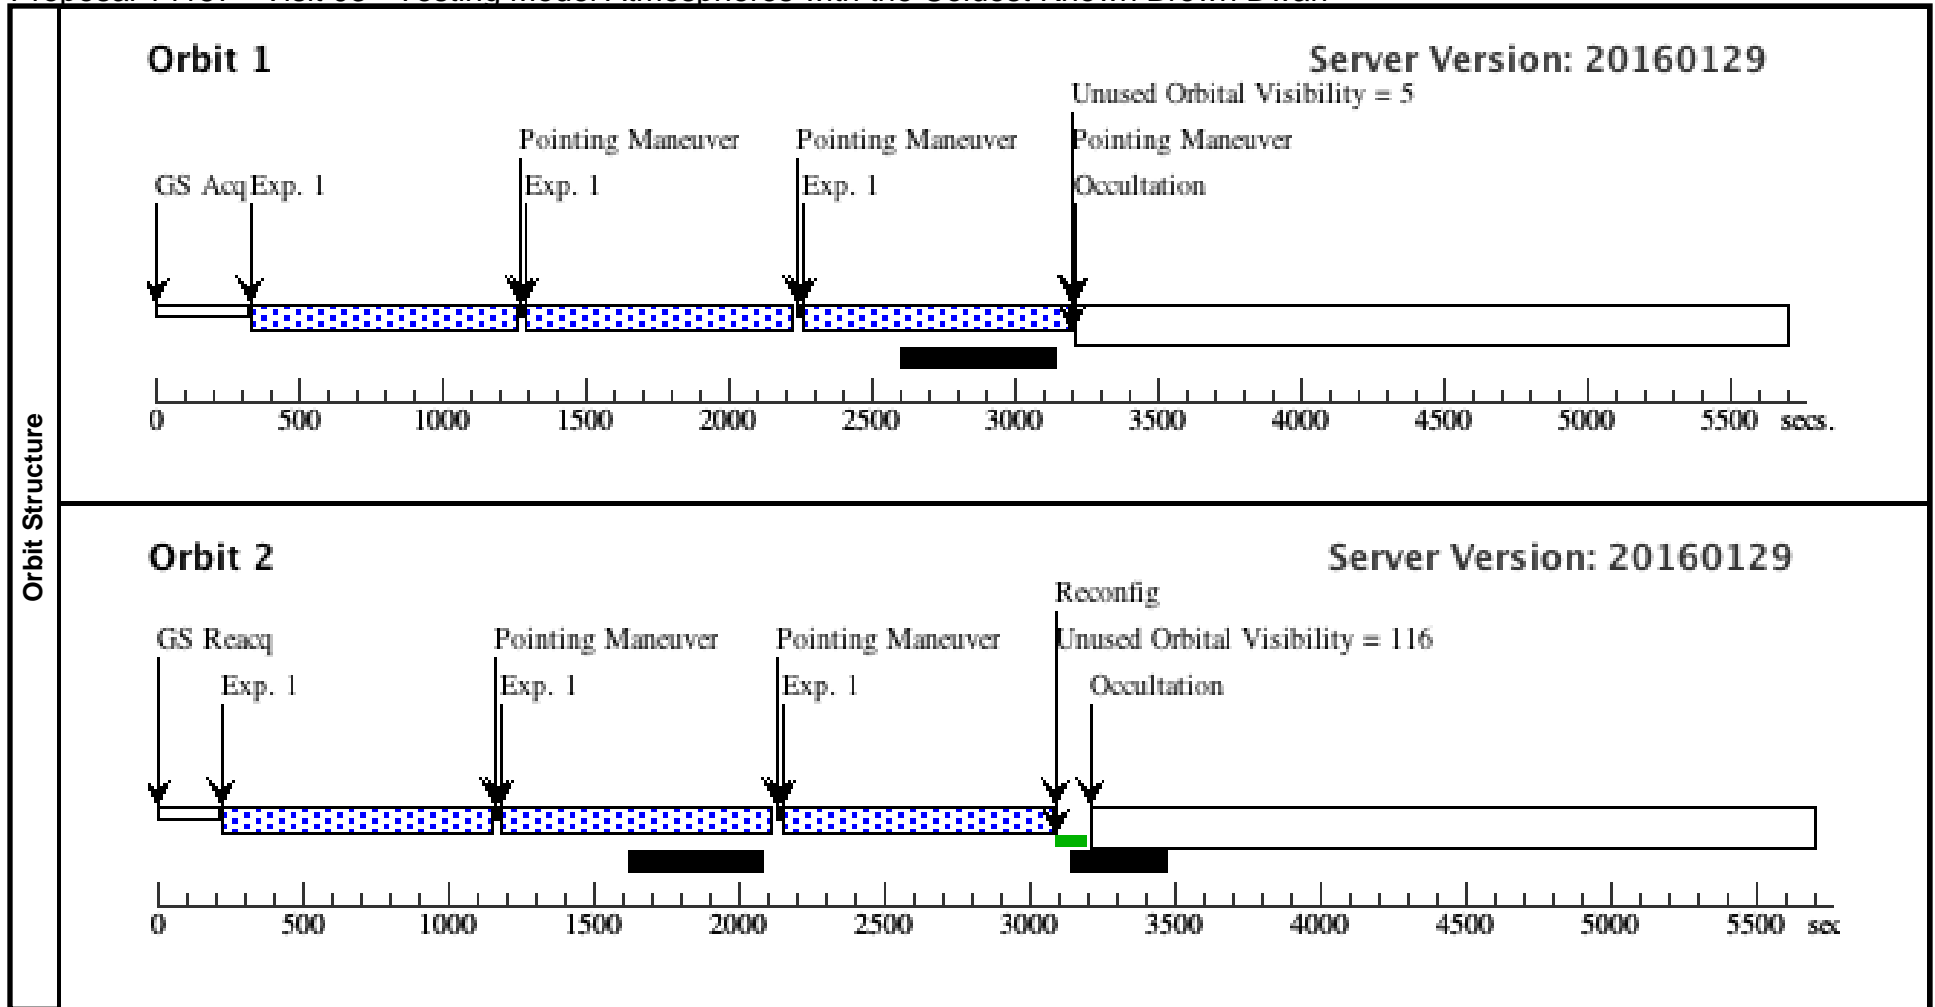 Orbit Structure
Orbit 1
Server Version: 20160129
Unused Orbital Visibility = 5
Pointing Maneuver Pointing Maneuver Pointing Maneuver
GS Acq Exp. 1 Exp. 1 Exp. 1 Occultation
0 500 1000 1500 2000 2500 3000 3500 4000 4500 5000 5500 secs.
Orbit 2
Server Version: 20160129
Reconfig
GS Reacq Pointing Maneuver Pointing Maneuver Unused Orbital Visibility = 116
Exp. 1 Exp. 1 Exp. 1 Occultation
0 500 1000 1500 2000 2500 3000 3500 4000 4500 5000 5500 sec